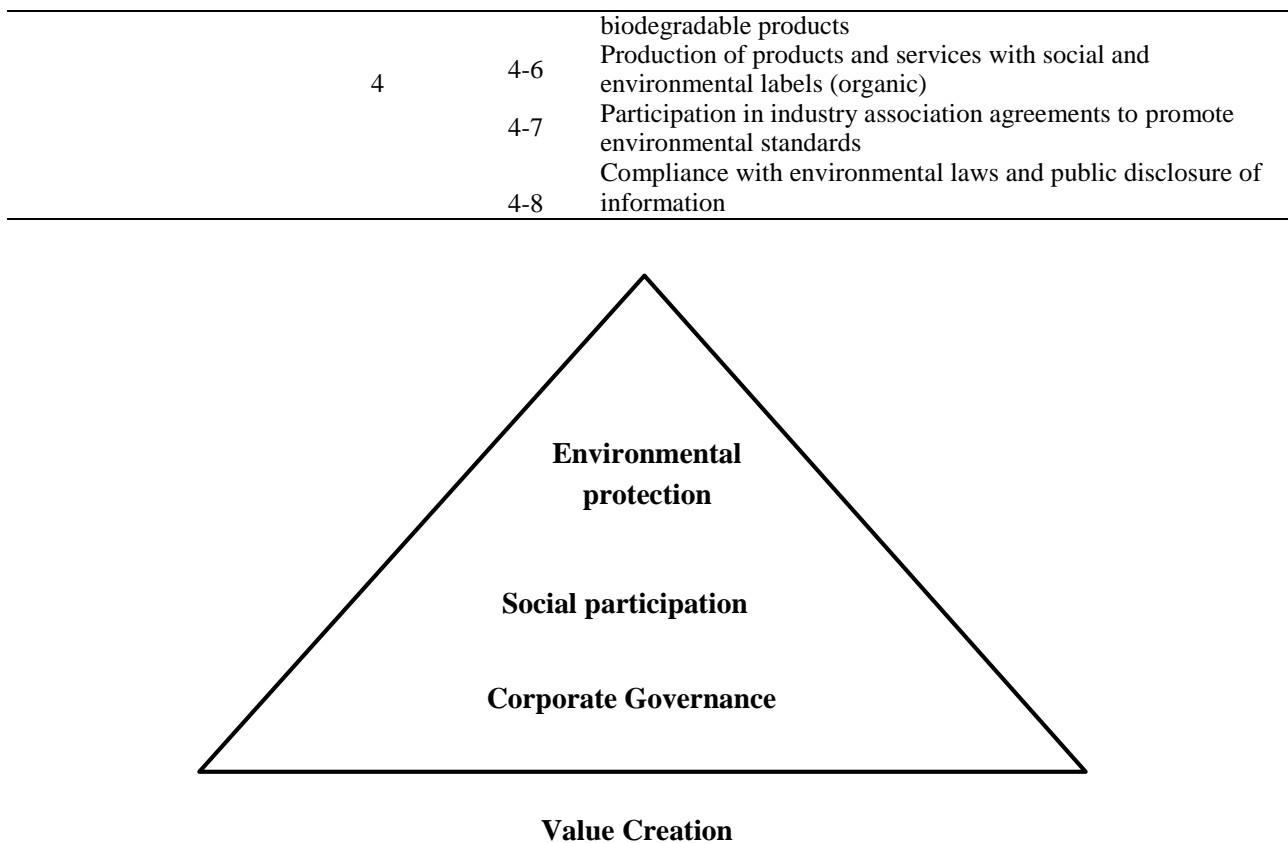 biodegradable products
4
4-6
Production of products and services with social and
environmental labels (organic)
4-7
Participation in industry association agreements to promote
environmental standards
4-8
Compliance with environmental laws and public disclosure of
information
Environmental
protection
Social participation
Corporate Governance
Value Creation